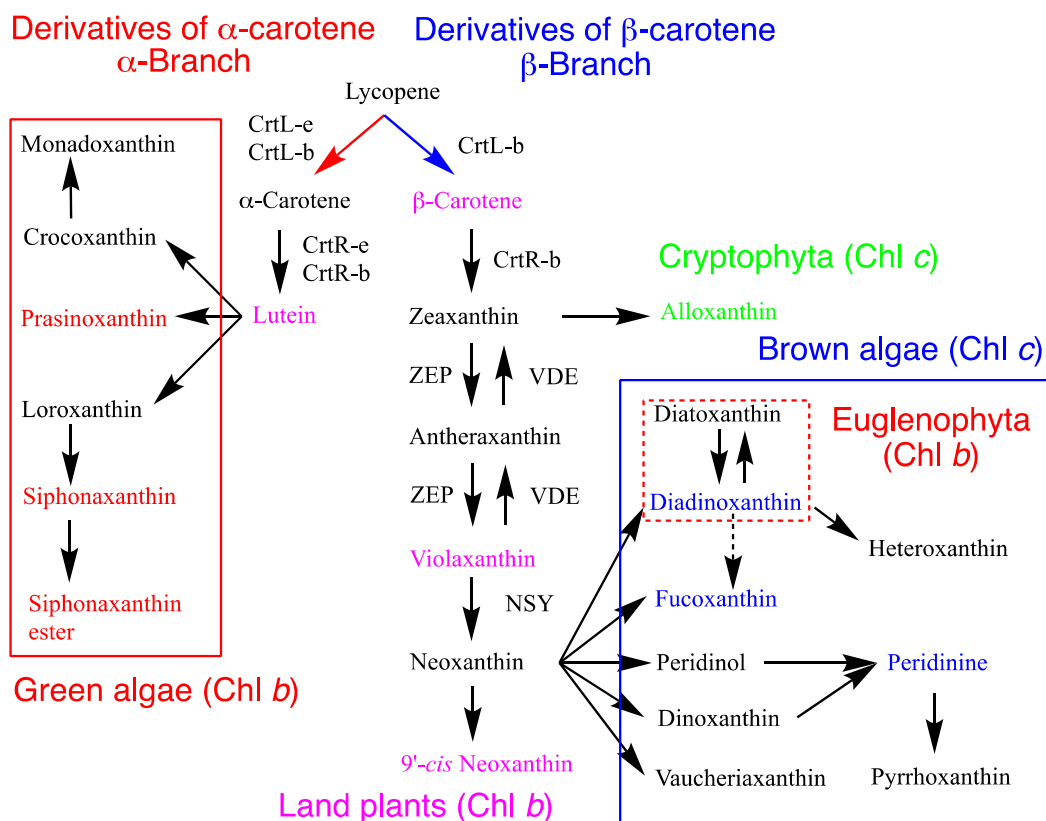 Derivatives of α-carotene
α-Branch
Derivatives of β-carotene
β-Branch
Lycopene
CrtL-e
CrtL-b
CrtL-b
Monadoxanthin
α-Carotene
β-Carotene
Crocoxanthin
CrtR-e
CrtR-b
CrtR-b
Cryptophyta (Chl c)
Prasinoxanthin
Lutein
Zeaxanthin
Alloxanthin
Brown algae (Chl c)
ZEP
VDE
Loroxanthin
Antheraxanthin
Diatoxanthin
Euglenophyta
(Chl b)
Siphonaxanthin
ZEP
VDE
Diadinoxanthin
Heteroxanthin
Violaxanthin
Siphonaxanthin
ester
NSY
Fucoxanthin
Neoxanthin
Peridinol
Peridinine
Green algae (Chl b)
Dinoxanthin
9'-cis Neoxanthin
Vaucheriaxanthin
Pyrrhoxanthin
Land plants (Chl b)